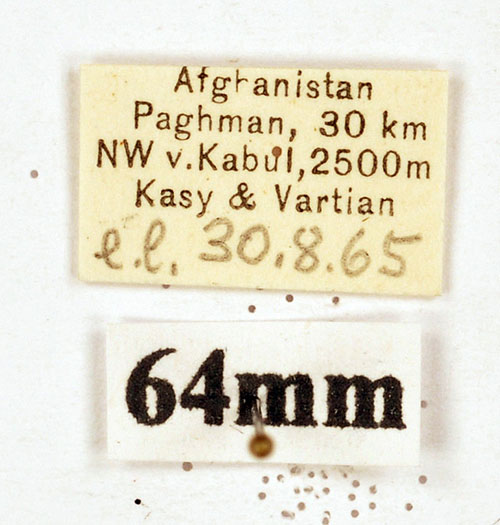 Afghanistan
Paghman, 30 km
NW v.Kabul,2500m
Kasy & Vartian
e.l. 30.8.65
64mm